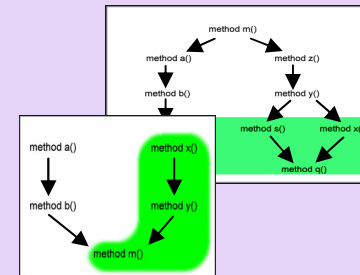 method m()
method a() method z()
method b() method y()
method s() method x
method q()
method a() method x()
method b() method y()
method m()